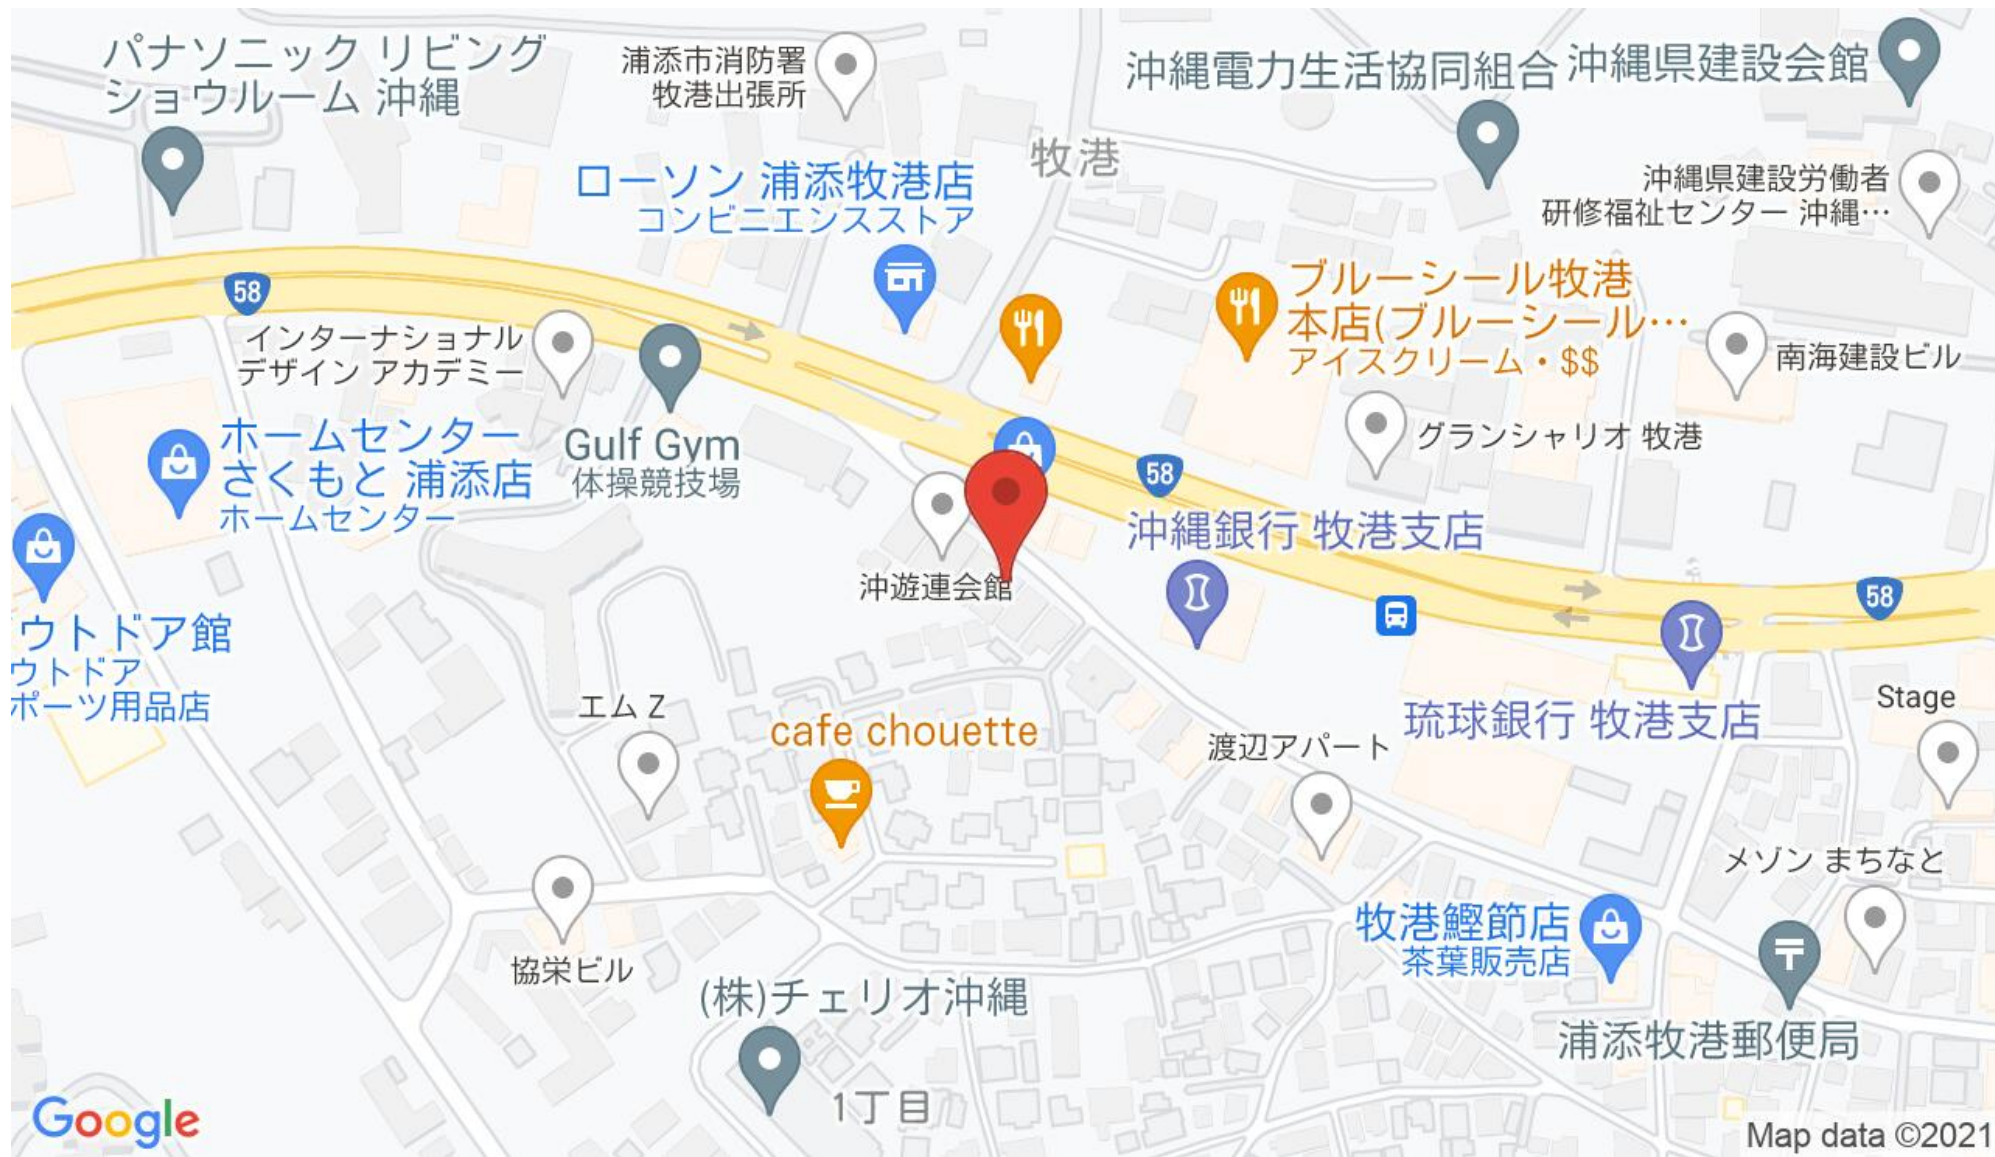 パナソニック リビング
ショウルーム 沖縄
浦添市消防署
牧港出張所
沖縄電力生活協同組合
沖縄県建設会館
牧港
ローソン 浦添牧港店
コンビニエンスストア
沖縄県建設労働者
研修福祉センター 沖縄…
58
ブルーシール牧港
本店(ブルーシール…
アイスクリーム・$$
インターナショナル
デザイン アカデミー
南海建設ビル
ホームセンター
さくもと 浦添店
ホームセンター
Gulf Gym
体操競技場
グランシャリオ 牧港
58
沖縄銀行 牧港支店
沖遊連会館
58
ウトドア館
ウトドア
ポーツ用品店
エム Z
cafe chouette
渡辺アパート
琉球銀行 牧港支店
Stage
メゾン まちなと
牧港鰹節店
茶葉販売店
協栄ビル
(株)チェリオ沖縄
浦添牧港郵便局
1丁目
Google
Map data ©2021